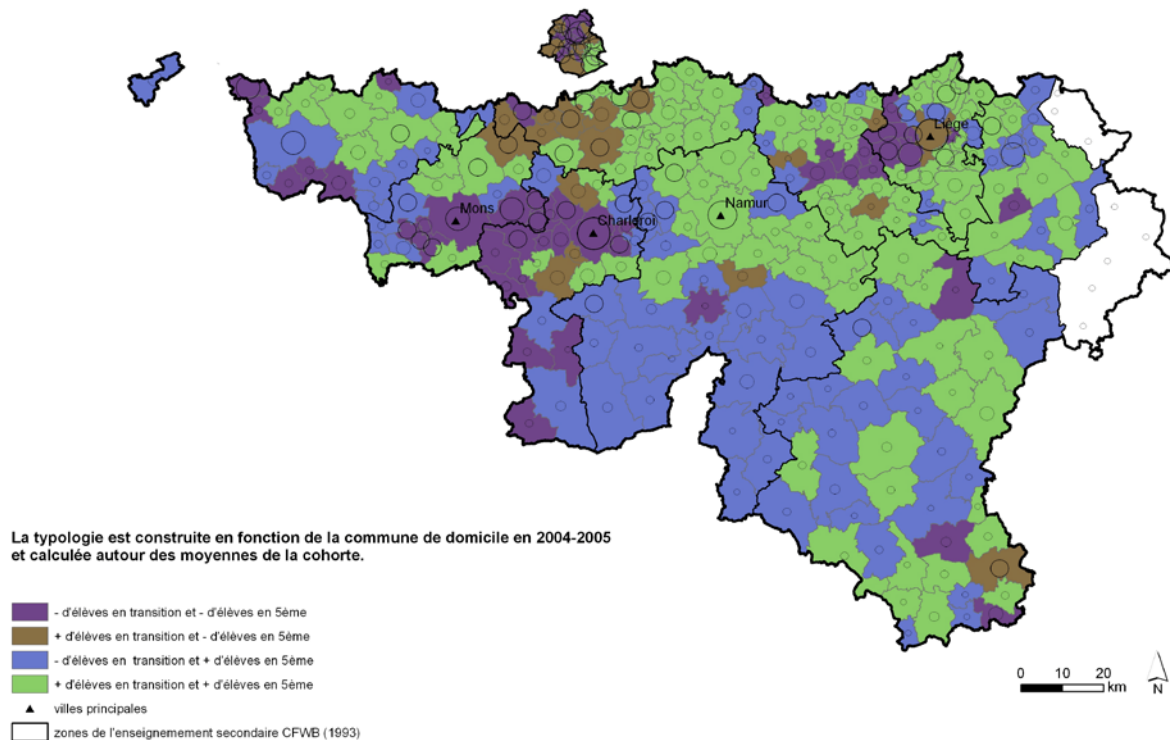 Liège
Mons
Namur
Charleroi
La typologie est construite en fonction de la commune de domicile en 2004-2005
et calculée autour des moyennes de la cohorte.
- d'élèves en transition et - d'élèves en 5ème
+ d'élèves en transition et - d'élèves en 5ème
- d'élèves en transition et + d'élèves en 5ème
+ d'élèves en transition et + d'élèves en 5ème
villes principales
zones de l'enseignemement secondaire CFWB (1993)
0 10 20
km
N